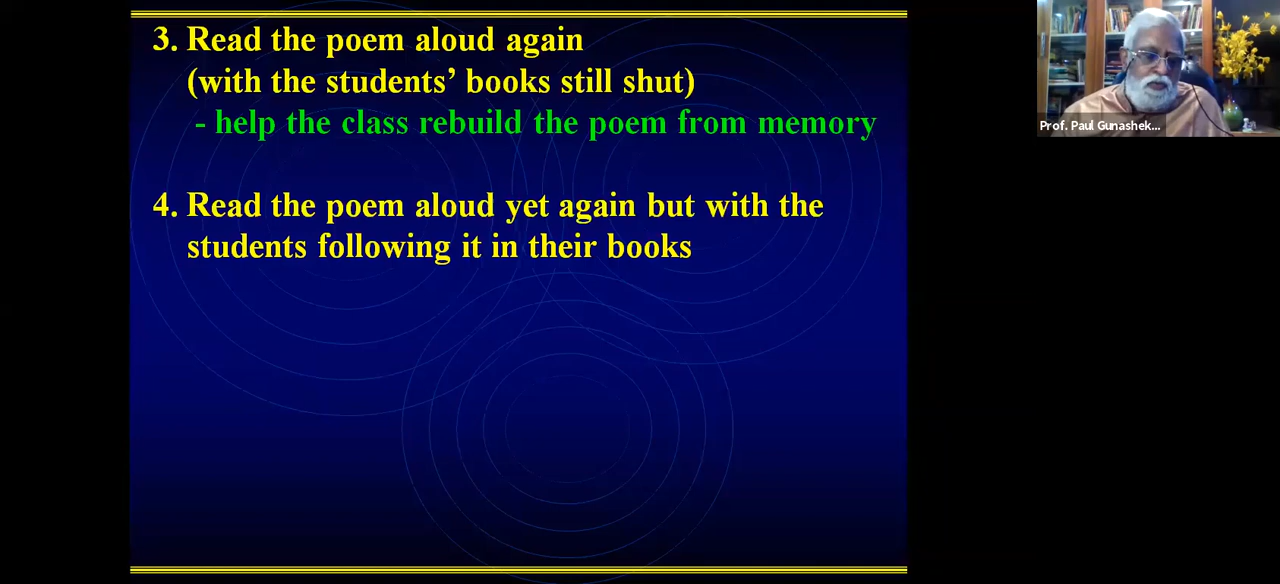 3. Read the poem aloud again
(with the students’ books still shut)
- help the class rebuild the poem from memory
4. Read the poem aloud yet again but with the
students following it in their books
Prof. Paul Gunashek...